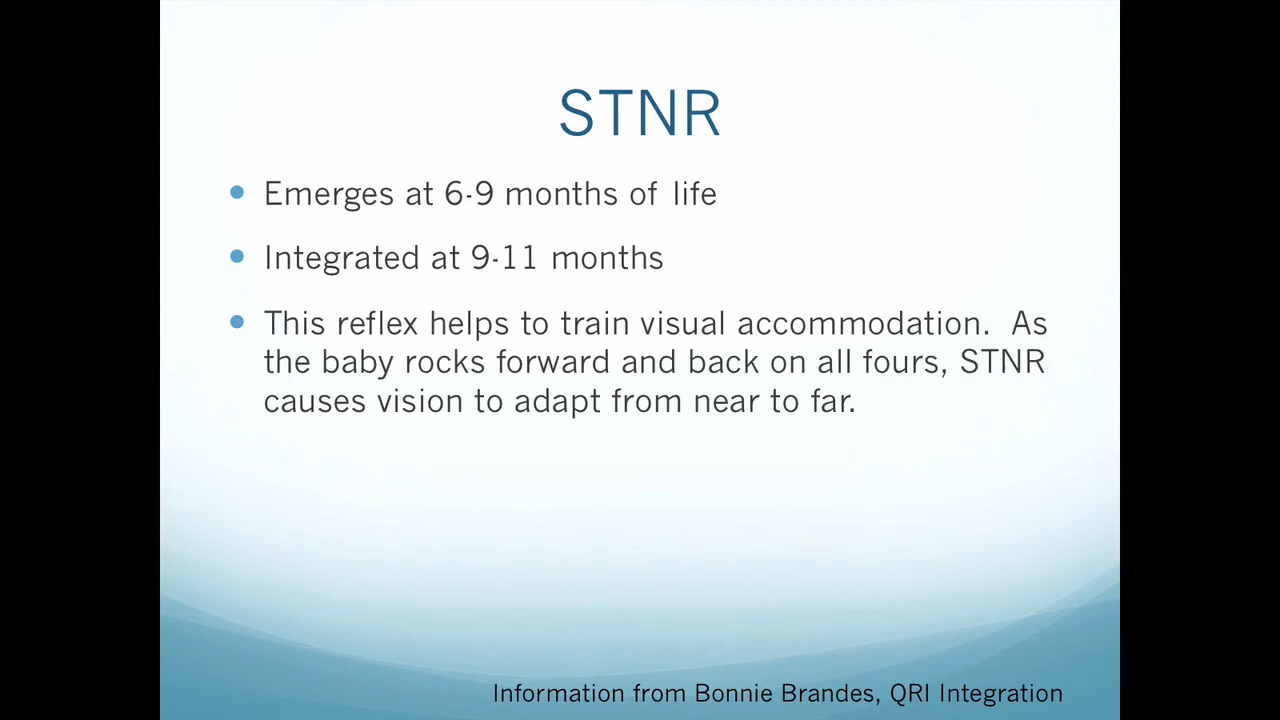 STNR
• Emerges at 6-9 months of life
• Integrated at 9-11 months
• This reflex helps to train visual accommodation.  As
the baby rocks forward and back on all fours, STNR
causes vision to adapt from near to far.
Information from Bonnie Brandes, QRI Integration